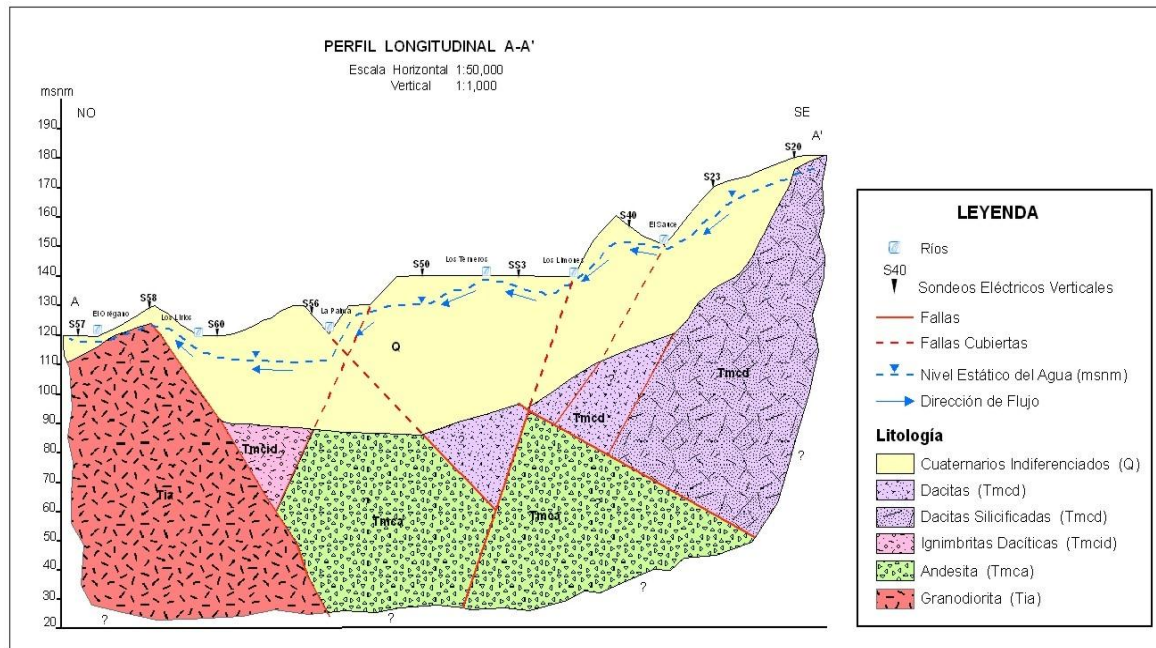 PERFIL LONGITUDINAL A-A'
Escala Horizontal 1:50,000
Vertical 1:1,000
msnm
NO
SE
A'
190
180
170
160
150
140
130
120
110
100
90
80
70
60
50
40
30
20
A
S57
El Orégano
S58
Los Lirios
S60
S56
La Palma
S50
Los Terneros
SS3
Los Limones
S40
El Sauce
S23
S20
Q
?
?
?
?
Tmcd
Tmcd
Tmcid
Tia
Tmca
Tmca
?
?
?
LEYENDA
Ríos
S40
Sondeos Eléctricos Verticales
Fallas
Fallas Cubiertas
Nivel Estático del Agua (msnm)
Dirección de Flujo
Litología
Cuaternarios Indiferenciados (Q)
Dacitas (Tmcd)
Dacitas Silicificadas (Tmcd)
Ignimbritas Dacíticas (Tmcid)
Andesita (Tmca)
Granodiorita (Tia)